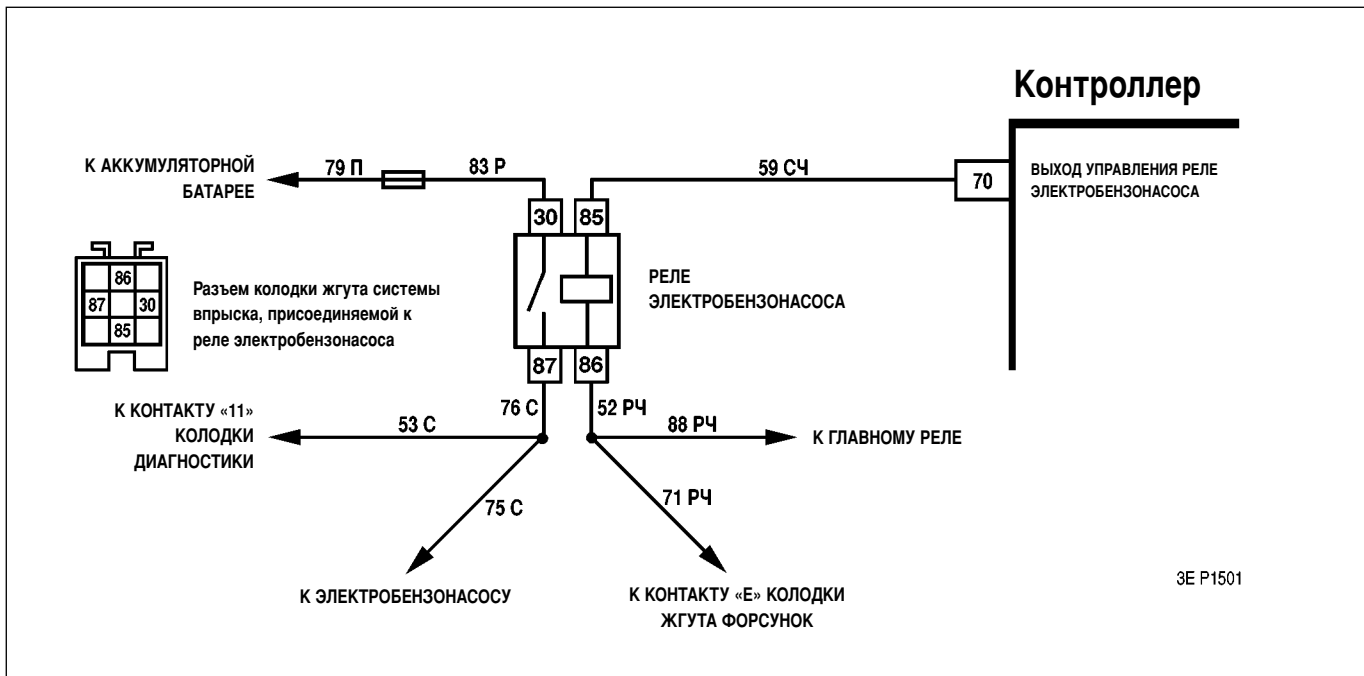 Контроллер
К АККУМУЛЯТОРНОЙ
БАТАРЕЕ
79 П
83 Р
59 СЧ
70
ВЫХОД УПРАВЛЕНИЯ РЕЛЕ
ЭЛЕКТРОБЕНЗОНАСОСА
30
85
86
87
30
85
Разъем колодки жгута системы
впрыска, присоединяемой к
реле электробензонасоса
РЕЛЕ
ЭЛЕКТРОБЕНЗОНАСОСА
87
86
К КОНТАКТУ «11»
КОЛОДКИ
ДИАГНОСТИКИ
53 С
76 С
52 РЧ
88 РЧ
К ГЛАВНОМУ РЕЛЕ
75 С
71 РЧ
К ЭЛЕКТРОБЕНЗОНАСОСУ
К КОНТАКТУ «Е» КОЛОДКИ
ЖГУТА ФОРСУНОК
3E P1501